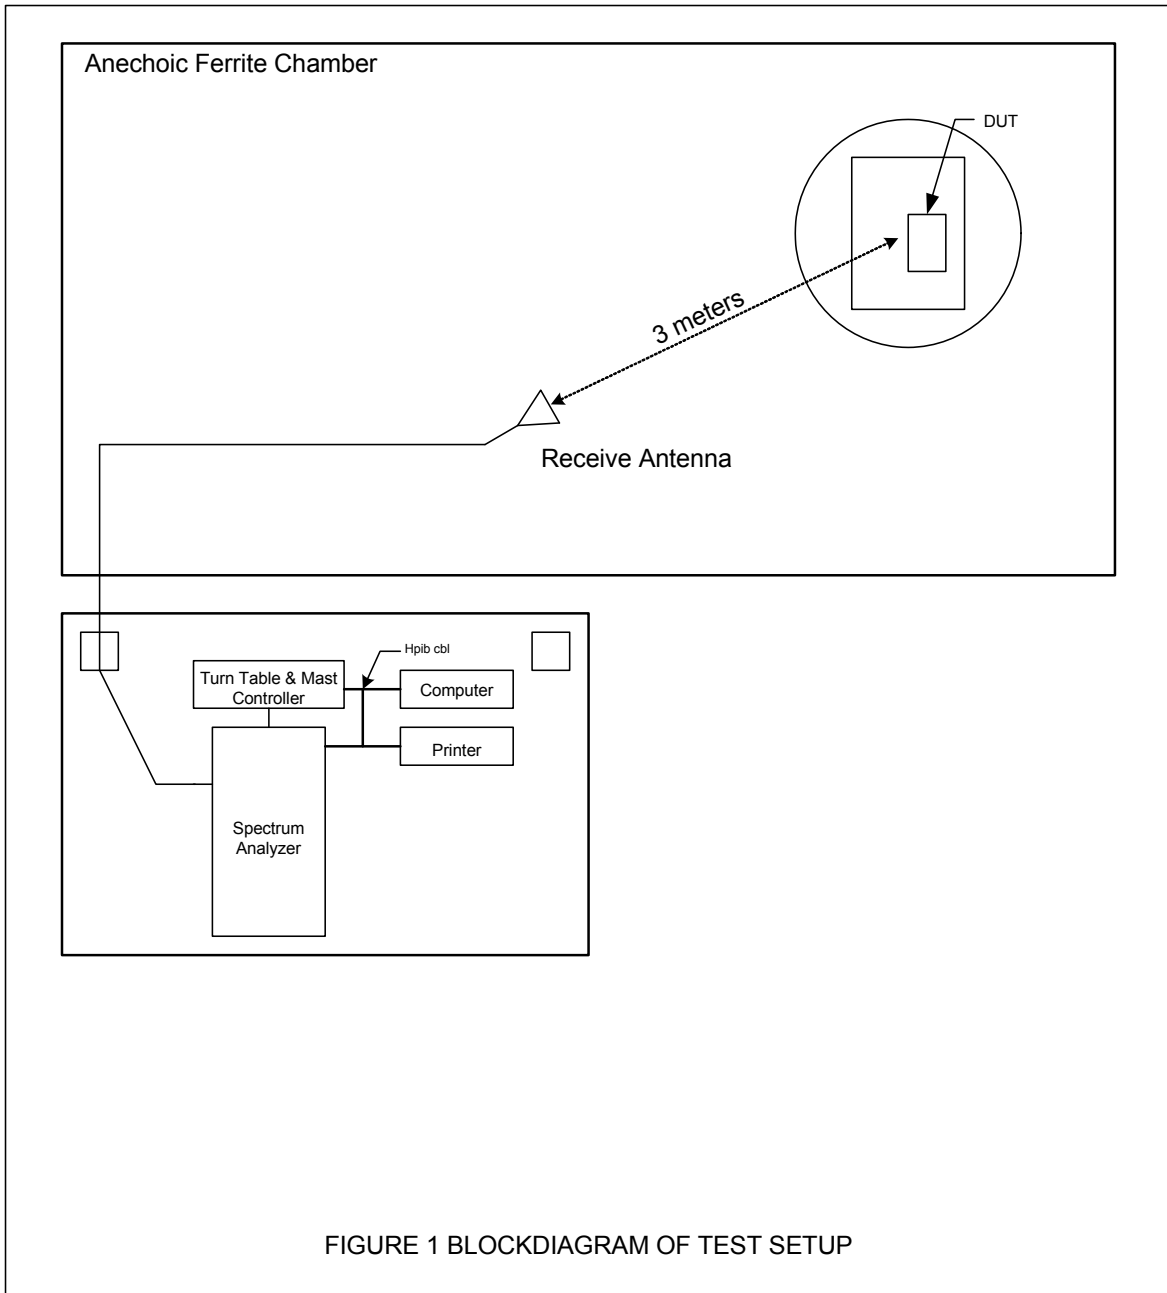 Anechoic Ferrite Chamber
DUT
3 meters
Receive Antenna
Hpib cbl
Turn Table & Mast
Controller
Computer
Printer
Spectrum
Analyzer
FIGURE 1 BLOCKDIAGRAM OF TEST SETUP